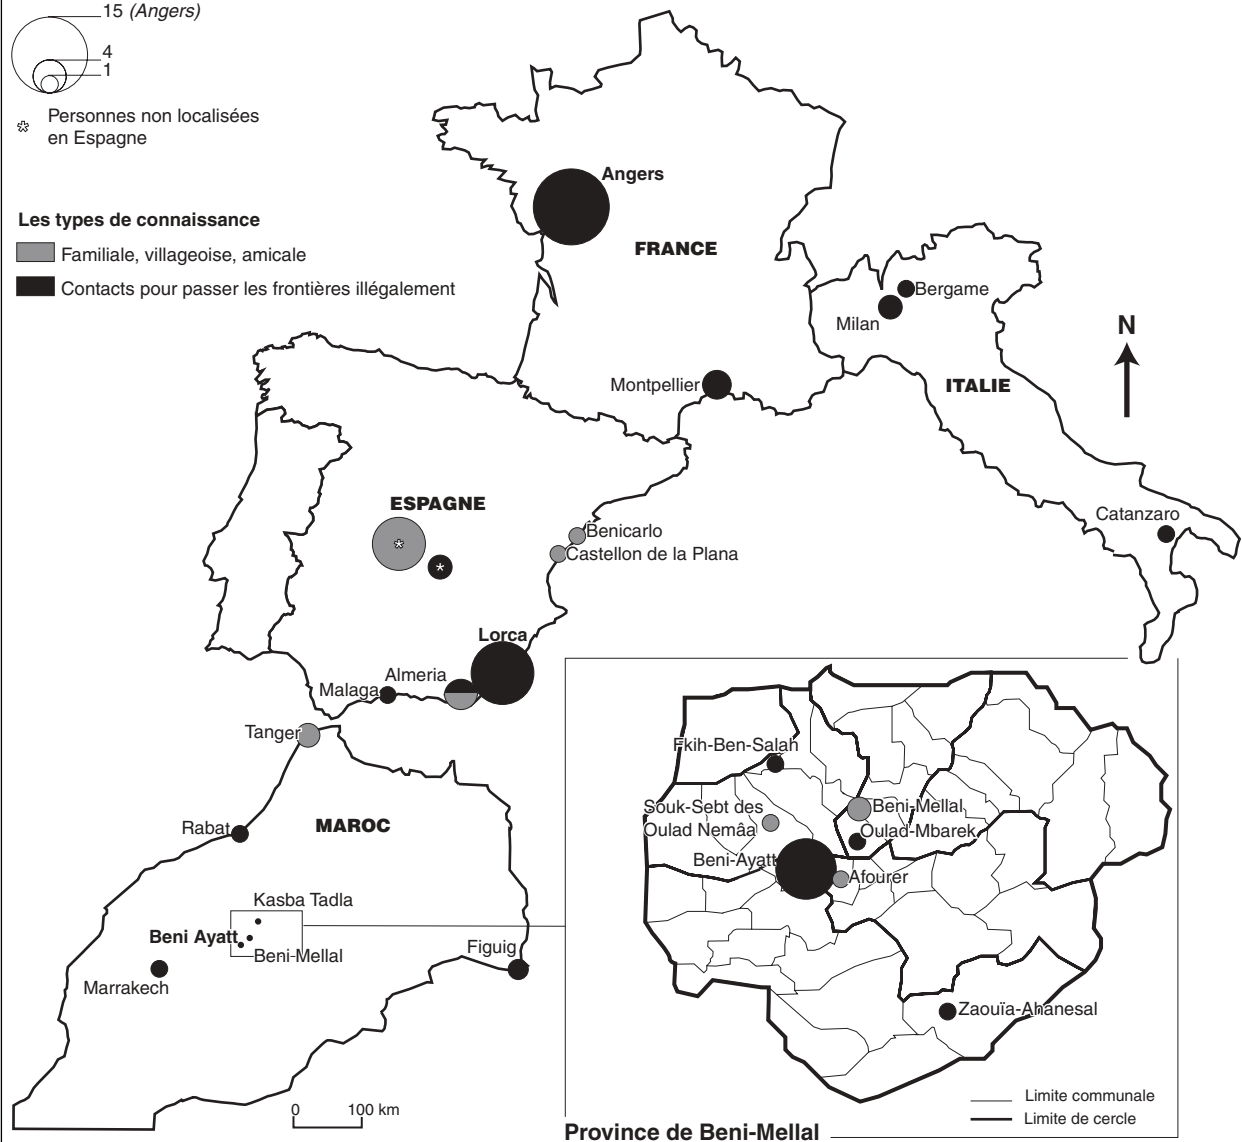 15 (Angers)
4
1
Personnes non localisées
en Espagne
Les types de connaissance
Familiale, villageoise, amicale
Contacts pour passer les frontières illégalement
Angers
FRANCE
Bergame
Milan
N
Montpellier
ITALIE
ESPAGNE
Catanzaro
Benicarlo
Castellon de la Plana
Lorca
Almeria
Malaga
Tanger
Fkih-Ben-Salah
Souk-Sebt des
Oulad Nemâa
Beni-Mellal
Oulad-Mbarek
Rabat
MAROC
Beni-Ayatt
Afourer
Kasba Tadla
Beni Ayatt
Beni-Mellal
Figuig
Marrakech
Zaouïa-Ahanesal
0 100 km
Limite communale
Limite de cercle
Province de Beni-Mellal